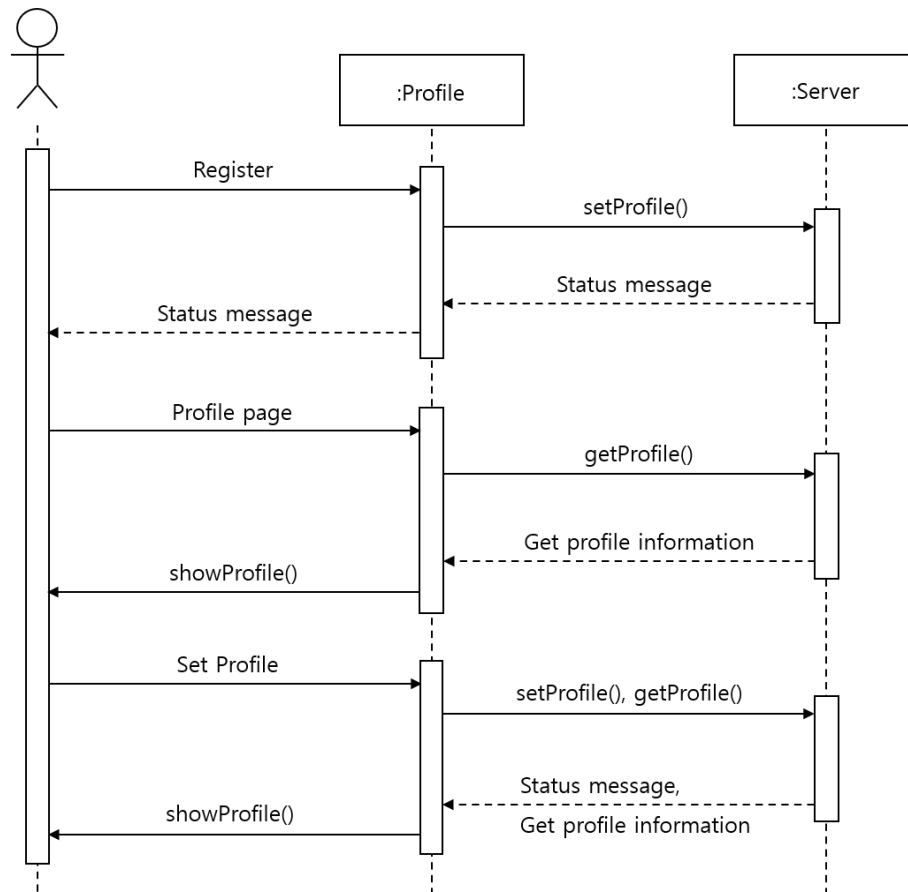 :Profile
:Server
Register
setProfile()
Status message
Status message
Profile page
getProfile()
Get profile information
showProfile()
Set Profile
setProfile(), getProfile()
Status message,
Get profile information
showProfile()